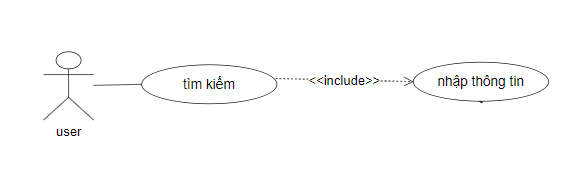 tìm kiếm
<<include>>
nhập thông tin
user